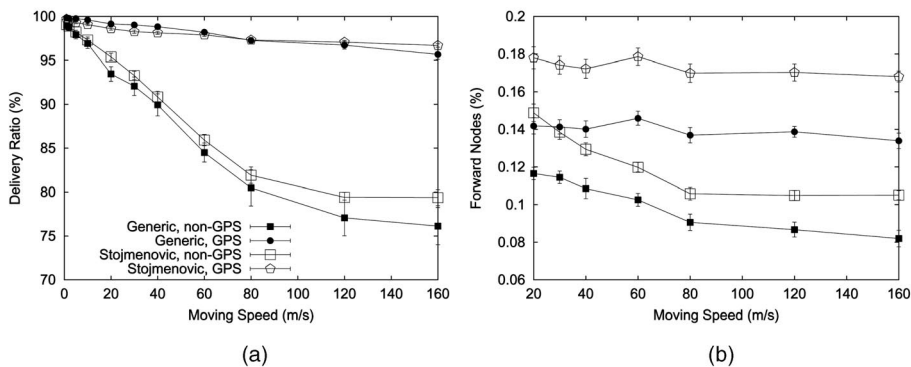 100
95
90
85
80
75
70
Delivery Ratio (%)
Generic, non-GPS
Generic, GPS
Stojmenovic, non-GPS
Stojmenovic, GPS
0 20 40 60 80 100 120 140 160
Moving Speed (m/s)
(a)
0.2
0.18
0.16
0.14
0.12
0.1
0.08
0.06
Forward Nodes (%)
20 40 60 80 100 120 140 160
Moving Speed (m/s)
(b)